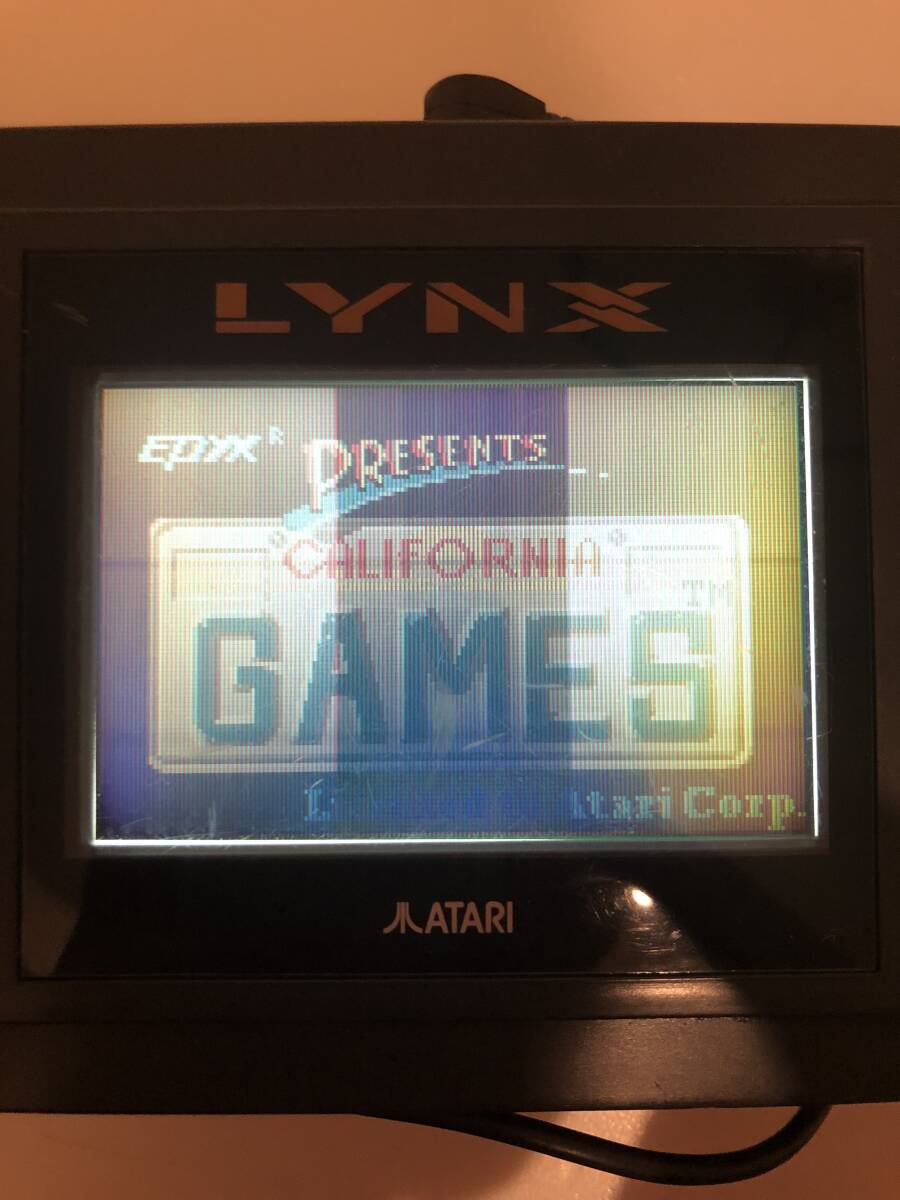 LYNX
EPYX® PRESENTS
CALIFORNIA
TM
GAMES
Atari Corp.
ATARI